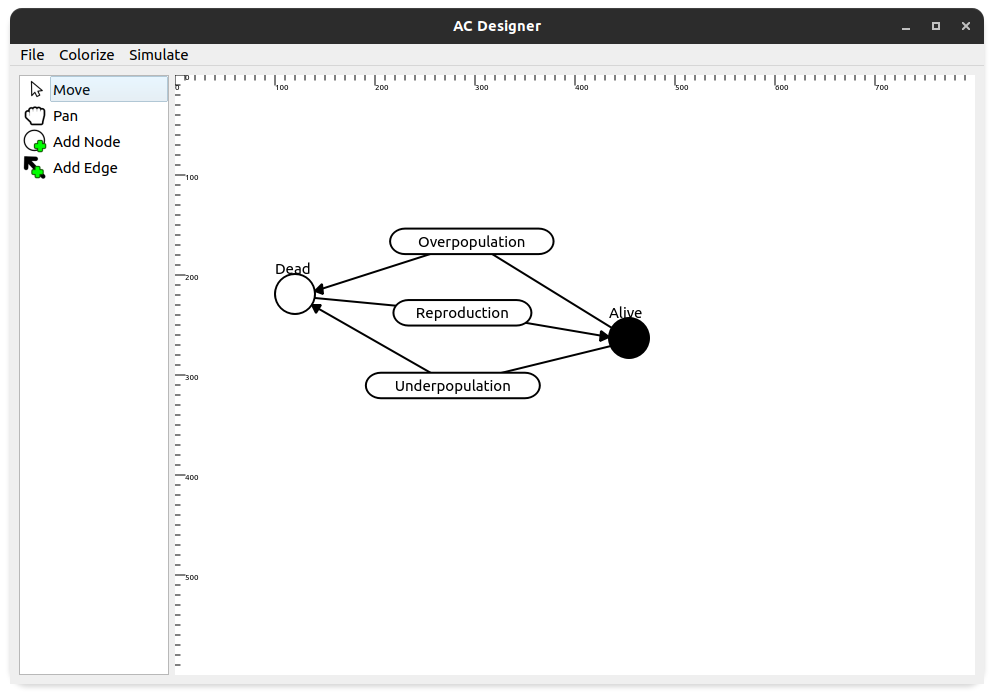 AC Designer
File Colorize Simulate
Move
Pan
Add Node
Add Edge
0 100 200 300 400 500 600 700
0
100
200
300
400
500
Overpopulation
Dead
Reproduction
Alive
Underpopulation